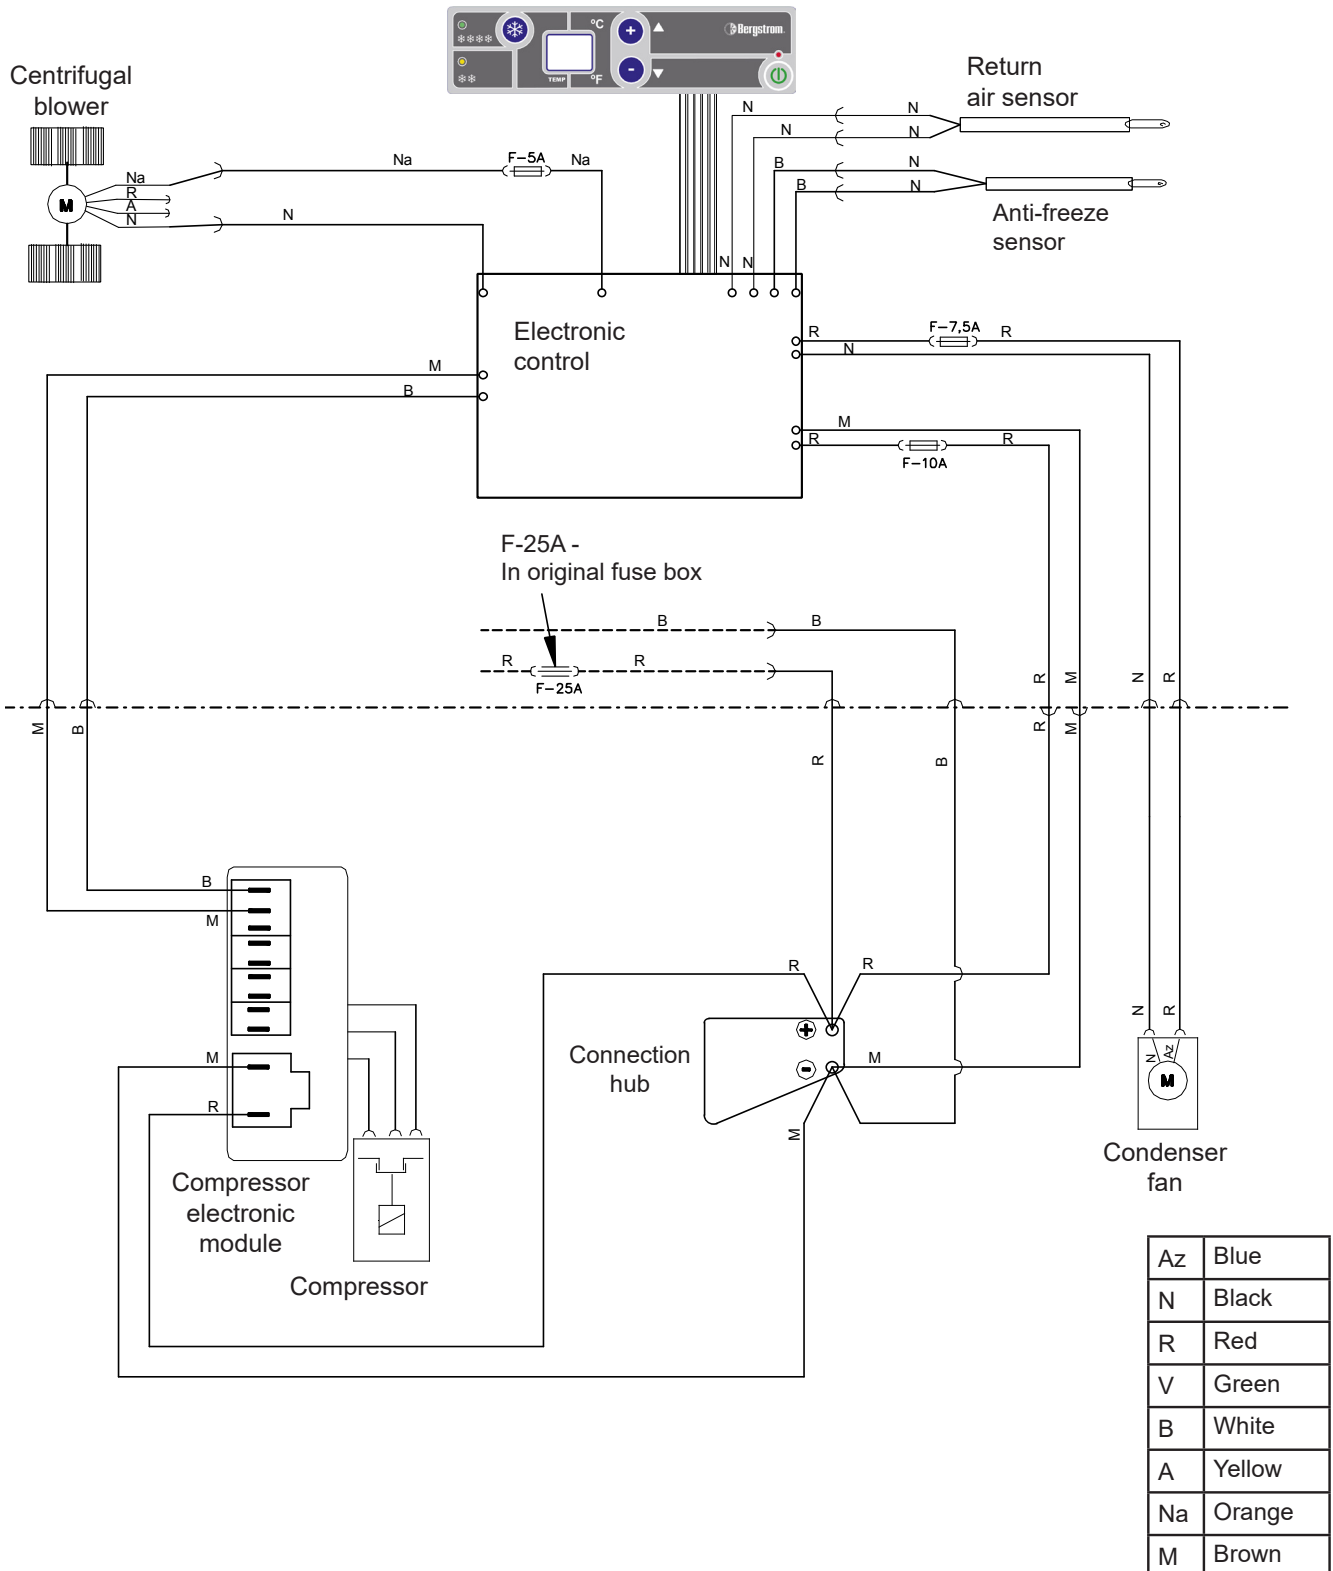 °C
Bergstrom
TEMP
°F
Centrifugal
blower
Return
air sensor
N
N
N
N
F-5A
Na
Na
Na
R
A
N
M
N
B
N
B
N
Anti-freeze
sensor
N
N
Electronic
control
R
F-7,5A
R
N
M
B
M
R
R
F-10A
F-25A -
In original fuse box
B
B
R
R
F-25A
R
M
N
R
M
B
R
M
R
B
B
M
R
R
M
R
Connection
hub
M
M
N
R
N
Az
M
Condenser
fan
Compressor
electronic
module
Compressor
Az Blue
N Black
R Red
V Green
B White
A Yellow
Na Orange
M Brown